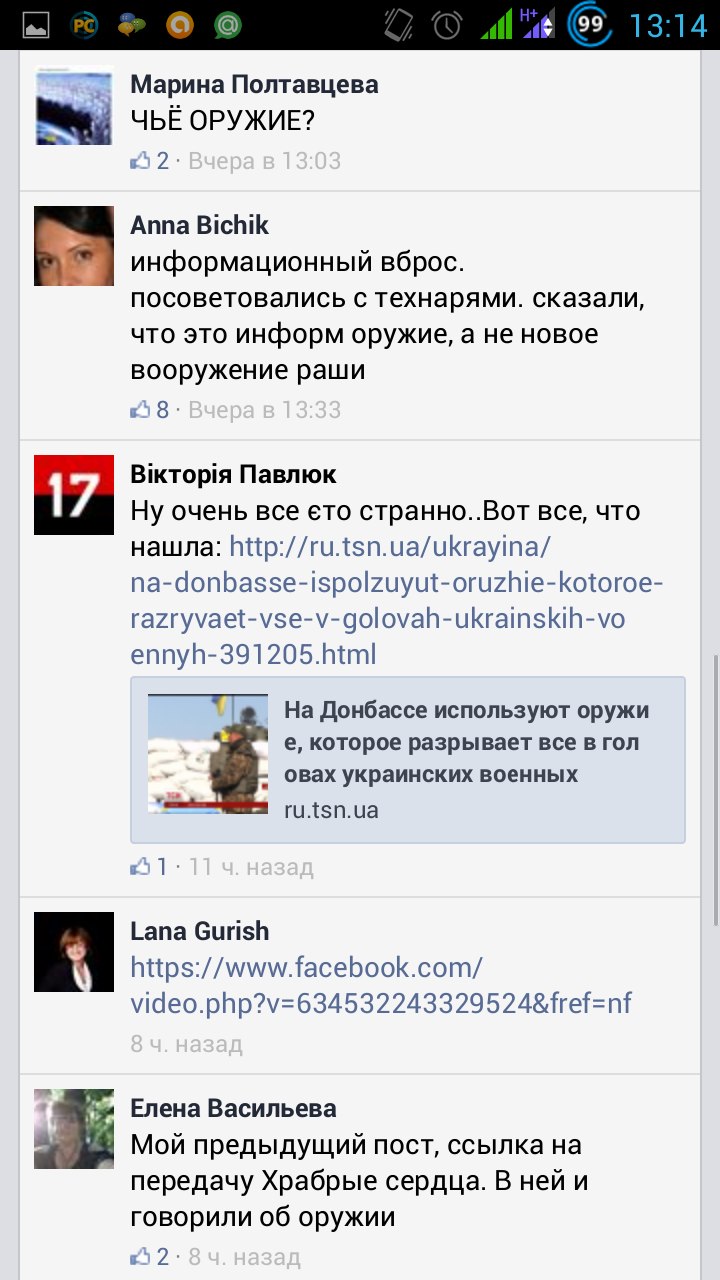 H+
99
13:14
Марина Полтавцева
ЧЬЁ ОРУЖИЕ?
2 · Вчера в 13:03
Anna Bichik
информационный вброс.
посоветовались с технарями. сказали,
что это информ оружие, а не новое
вооружение раши
8 · Вчера в 13:33
17
Вікторія Павлюк
Ну очень все єто странно..Вот все, что
нашла: http://ru.tsn.ua/ukrayina/
na-donbasse-ispolzuyut-oruzhie-kotoroe-
razryvaet-vse-v-golovah-ukrainskih-vo
ennyh-391205.html
На Донбассе используют оружи
е, которое разрывает все в гол
овах украинских военных
ru.tsn.ua
1 · 11 ч. назад
Lana Gurish
https://www.facebook.com/
video.php?v=634532243329524&fref=nf
8 ч. назад
Елена Васильева
Мой предыдущий пост, ссылка на
передачу Храбрые сердца. В ней и
говорили об оружии
2 · 8 ч. назад